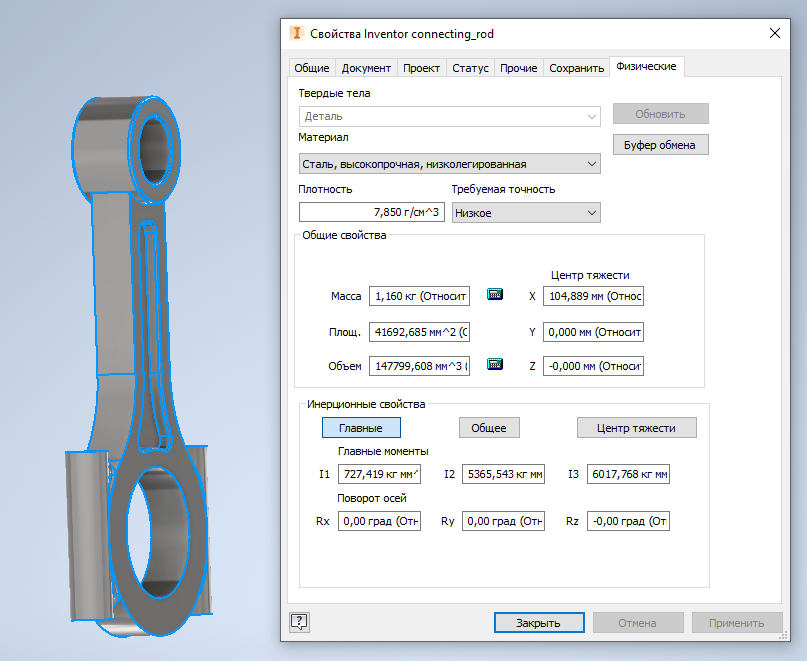 Свойства Inventor connecting_rod
Общие Документ Проект Статус Прочие Сохранить Физические
Твердые тела
Деталь
Обновить
Материал
Буфер обмена
Сталь, высокопрочная, низколегированная
Плотность Требуемая точность
7,850 г/см^3 Низкое
Общие свойства
Центр тяжести
Масса 1,160 кг (Относит X 104,889 мм (Относ
Площ. 41692,685 мм^2 (О Y 0,000 мм (Относит
Объем 147799,608 мм^3 ( Z -0,000 мм (Относит
Инерционные свойства
Главные Общее Центр тяжести
Главные моменты
I1 727,419 кг мм^ I2 5365,543 кг мм I3 6017,768 кг мм
Поворот осей
Rx 0,00 град (Отн Ry 0,00 град (Отн Rz -0,00 град (От
? Закрыть Отмена Применить